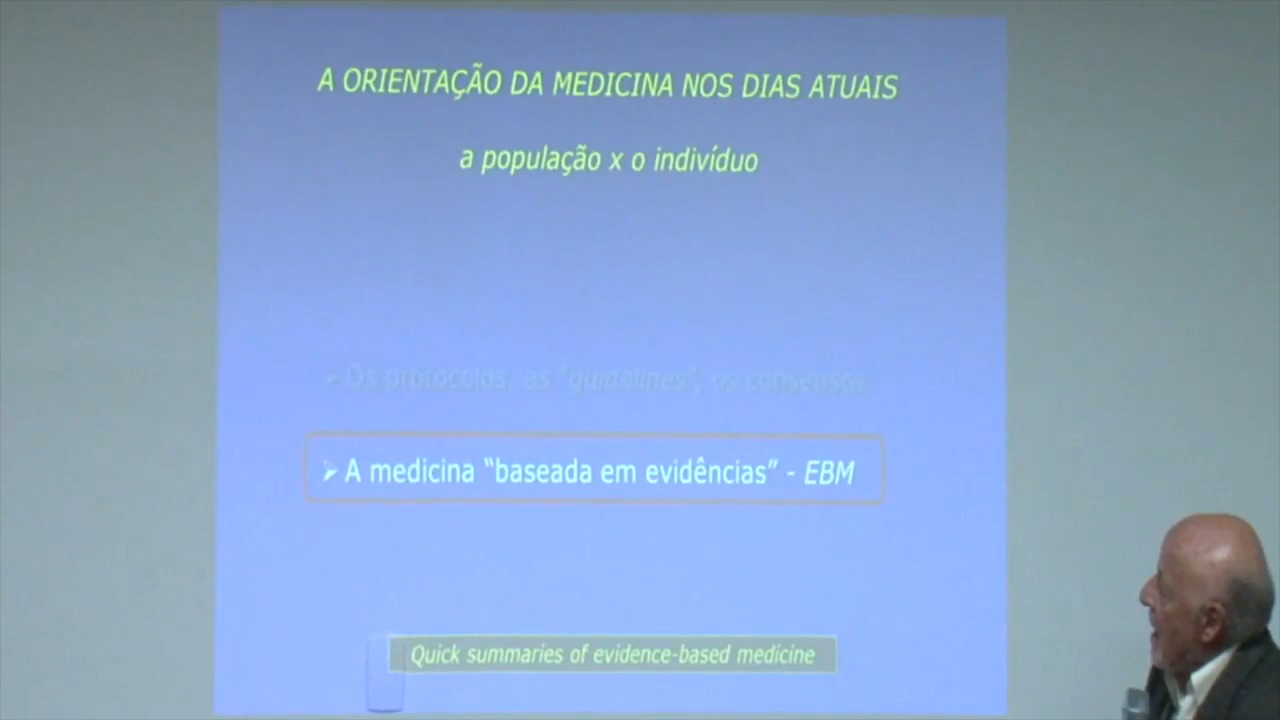 A ORIENTAÇÃO DA MEDICINA NOS DIAS ATUAIS
a população x o indivíduo
➢ Os protocolos, as "guidelines", os consensos
➢ A medicina “baseada em evidências” - EBM
Quick summaries of evidence-based medicine